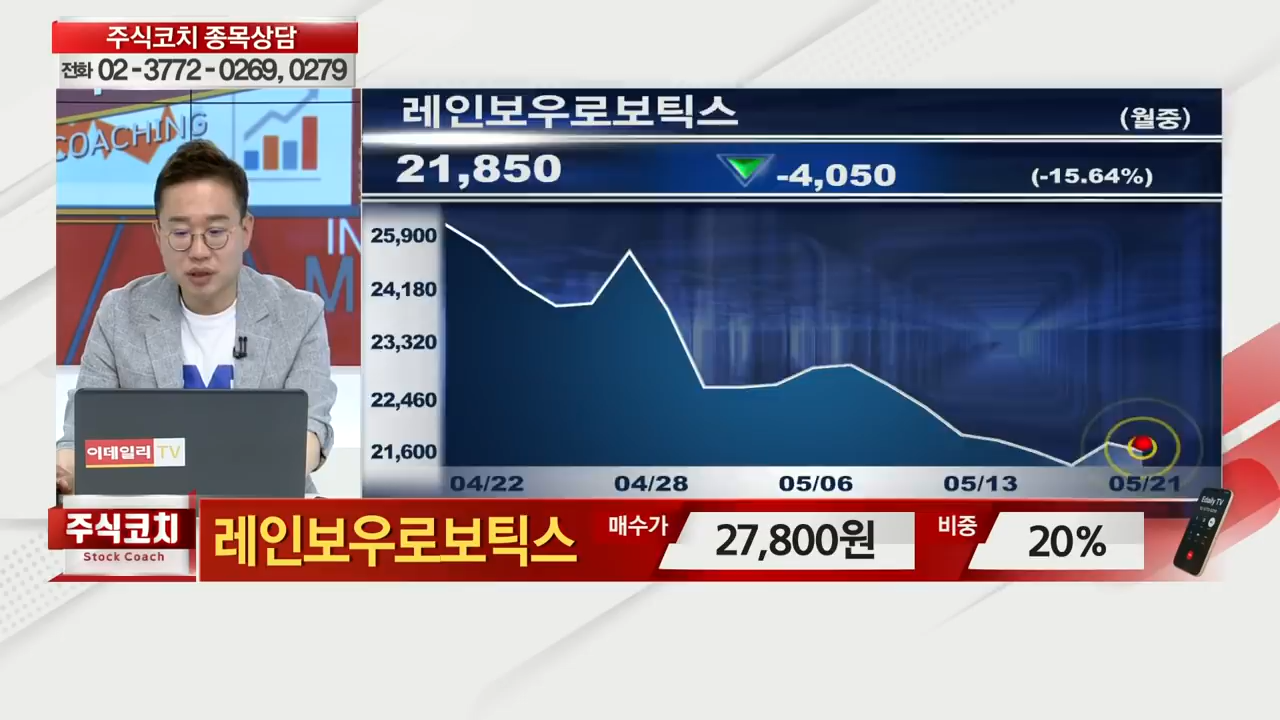 주식코치 종목상담
전화 02-3772-0269, 0279
COACHING
IN
M
이데일리 TV
레인보우로보틱스
(월중)
21,850
-4,050
(-15.64%)
25,900
24,180
23,320
22,460
21,600
04/22
04/28
05/06
05/13
05/21
주식코치
Stock Coach
레인보우로보틱스
매수가
27,800원
비중
20%
Edaily TV